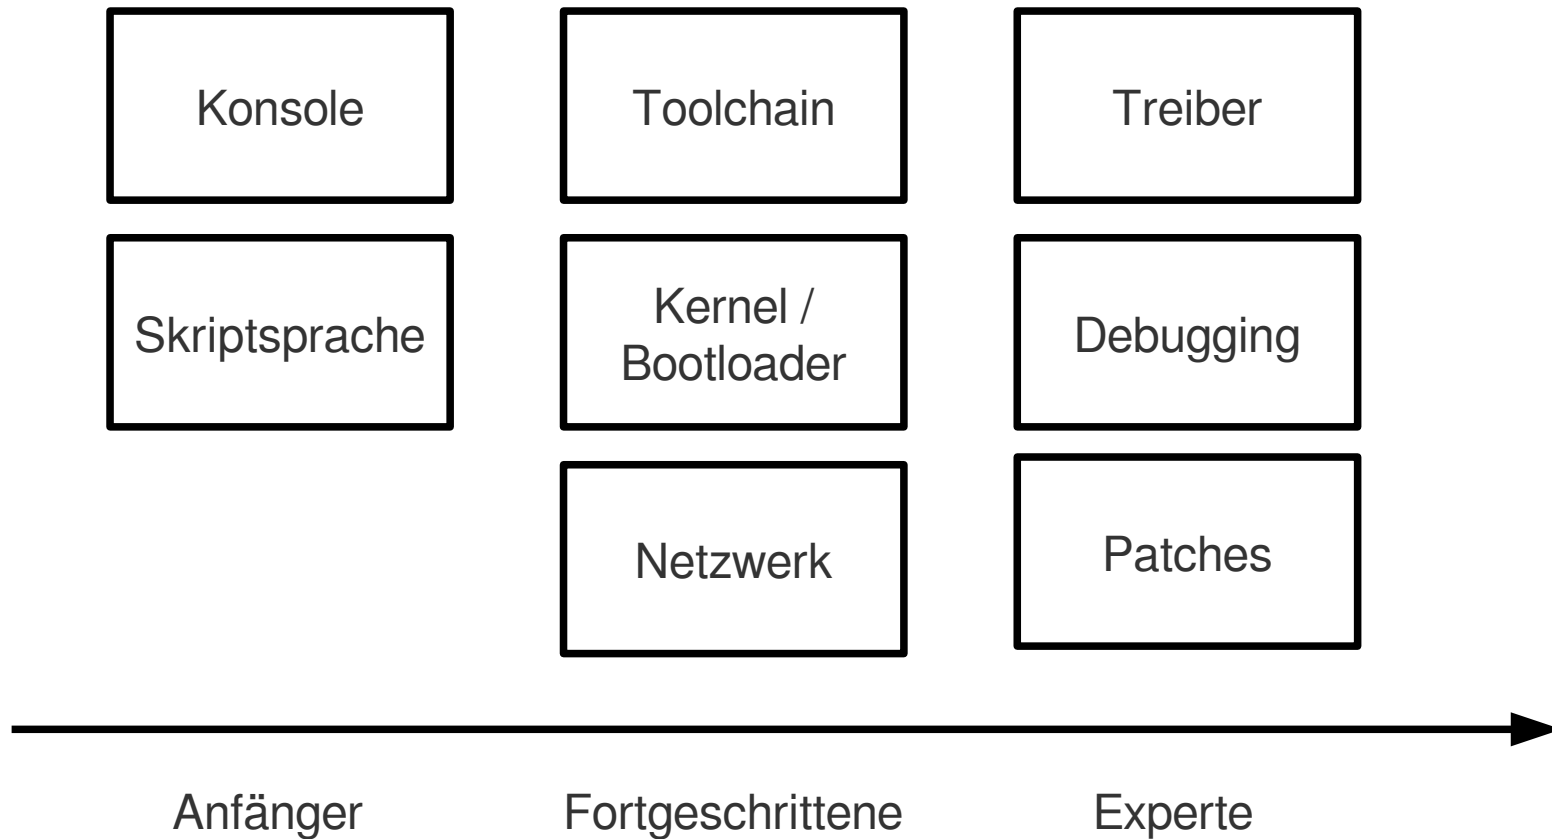 Konsole
Toolchain
Treiber
Skriptsprache
Kernel /
Bootloader
Debugging
Netzwerk
Patches
Anfänger
Fortgeschrittene
Experte